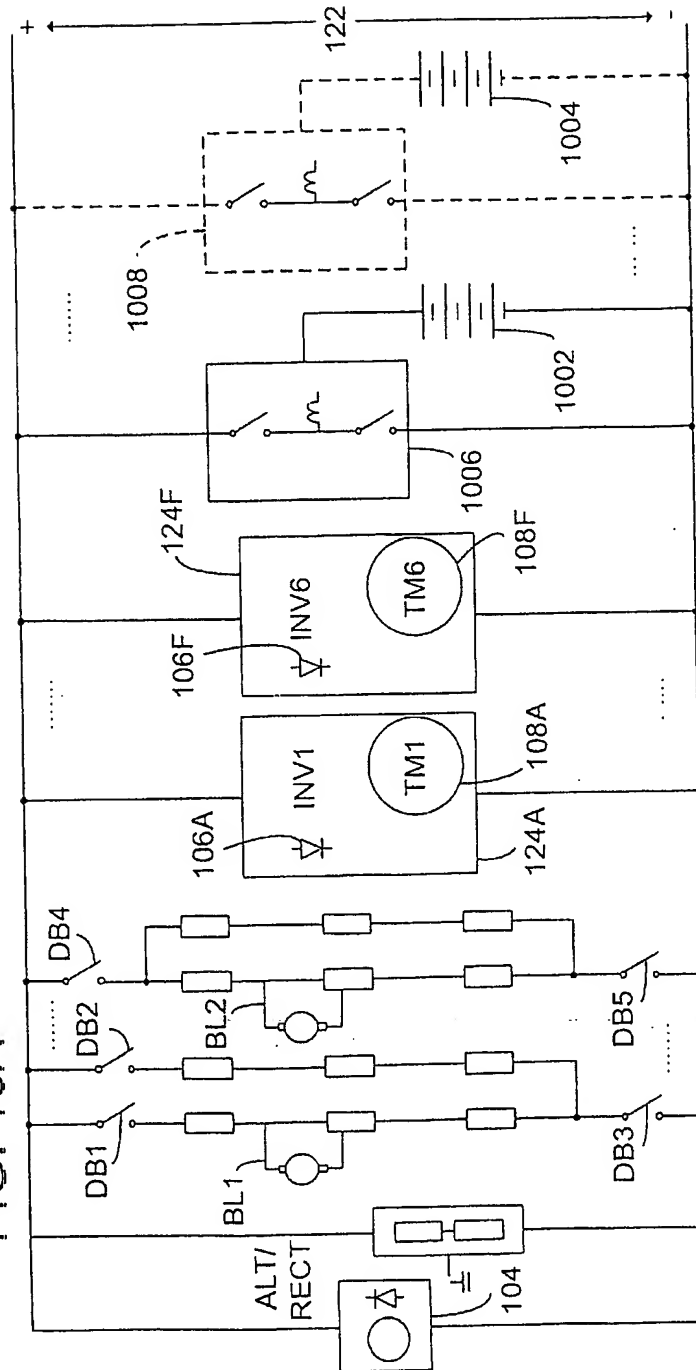 +
122
-
1008
1004
1006
1002
124F
106F
INV6
TM6
108F
106A
INV1
TM1
108A
124A
DB4
DB2
DB1
BL2
BL1
DB5
DB3
ALT/
RECT
104